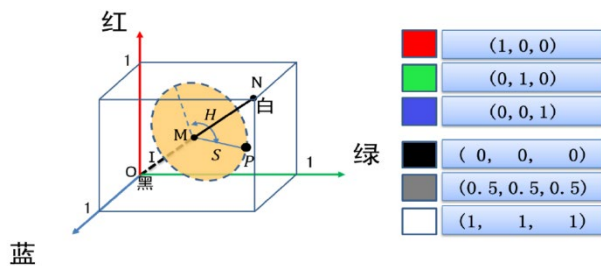 红
1
N
白
H
M
S
P
I
O
黑
1
绿
1
蓝
(1,0,0)
(0,1,0)
(0,0,1)
( 0, 0, 0)
(0.5,0.5,0.5)
(1, 1, 1)